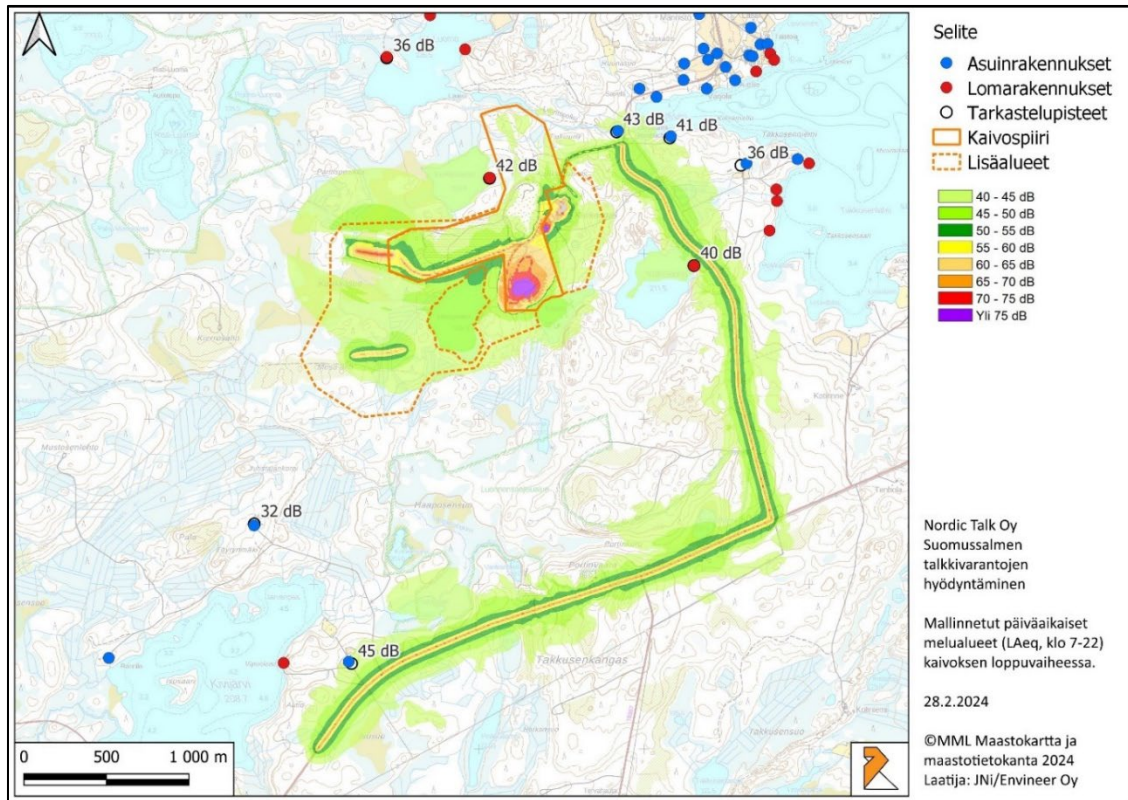 Selite
Asuinrakennukset
Lomarakennukset
Tarkastelupisteet
Kaivospiiri
Lisäalueet
40 - 45 dB
45 - 50 dB
50 - 55 dB
55 - 60 dB
60 - 65 dB
65 - 70 dB
70 - 75 dB
Yli 75 dB
36 dB
43 dB
41 dB
36 dB
42 dB
40 dB
32 dB
45 dB
Takkusenkangas
0 500 1 000 m
Nordic Talk Oy
Suomussalmen
talkkivarantojen
hyödyntäminen
Mallinnetut päiväaikaiset
melualueet (LAeq, klo 7-22)
kaivoksen loppuvaiheessa.
28.2.2024
©MML Maastokartta ja
maastotietokanta 2024
Laatija: JNi/Envineer Oy